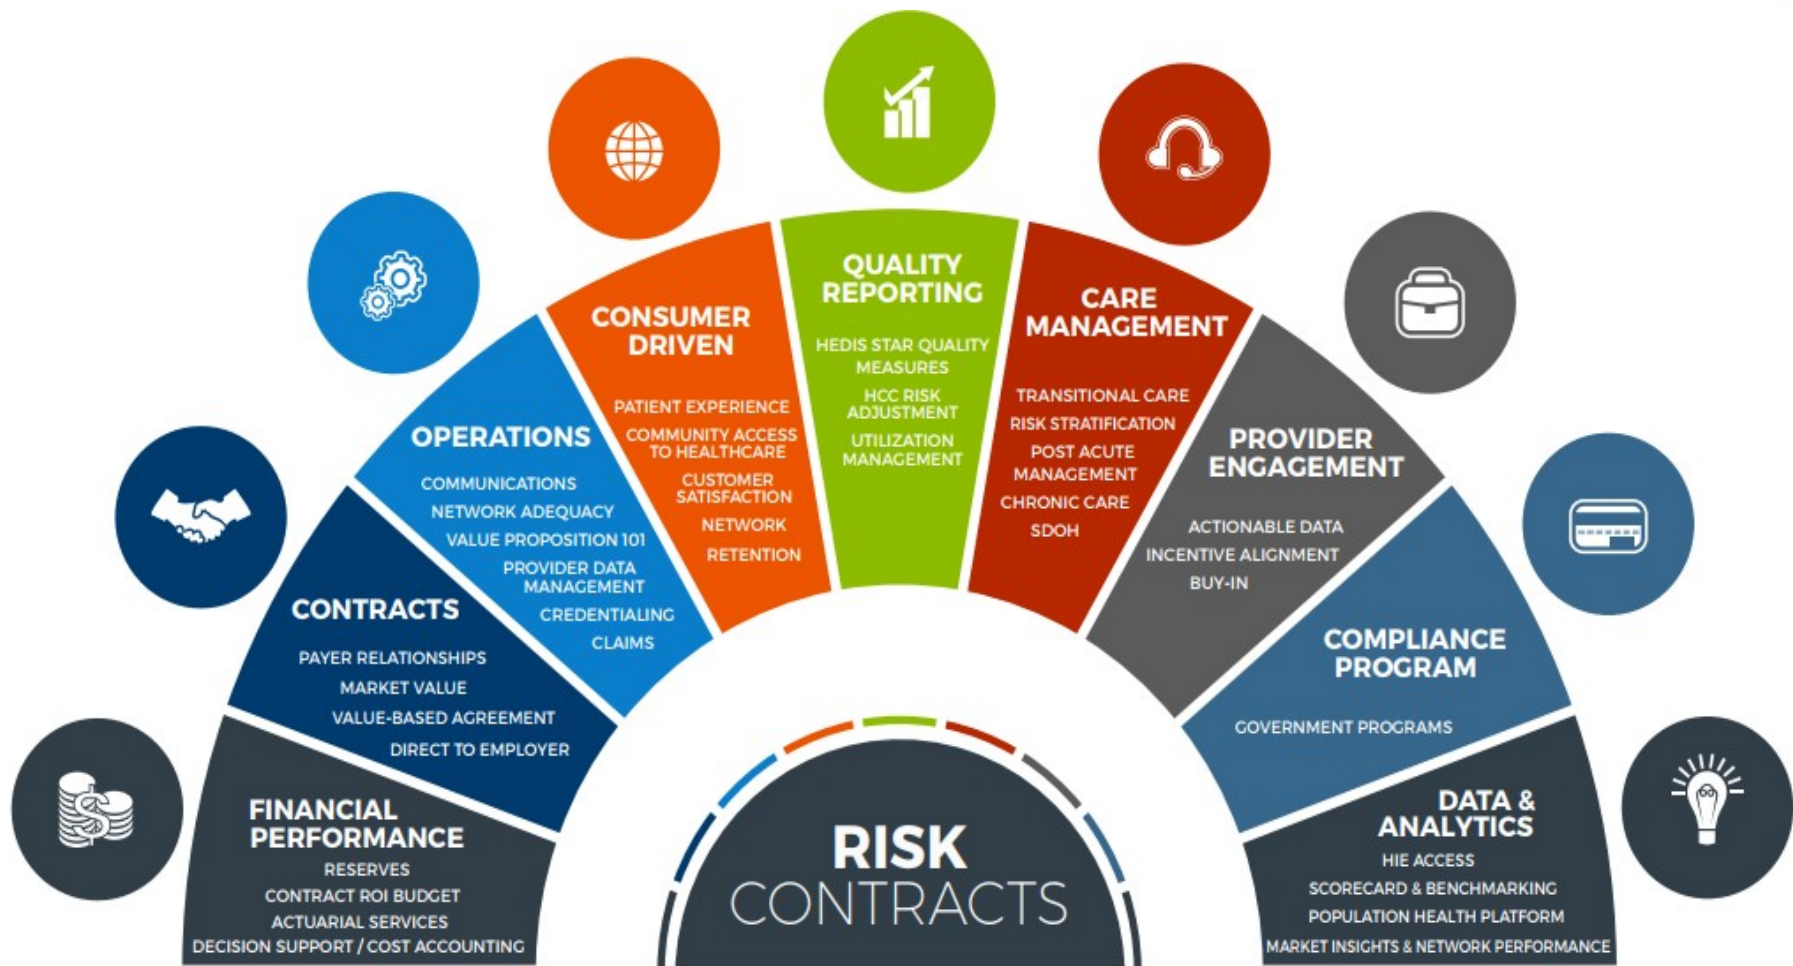 FINANCIAL
PERFORMANCE
RESERVES
CONTRACT ROI BUDGET
ACTUARIAL SERVICES
DECISION SUPPORT / COST ACCOUNTING
CONTRACTS
PAYER RELATIONSHIPS
MARKET VALUE
VALUE-BASED AGREEMENT
DIRECT TO EMPLOYER
OPERATIONS
COMMUNICATIONS
NETWORK ADEQUACY
VALUE PROPOSITION 101
PROVIDER DATA
MANAGEMENT
CREDENTIALING
CLAIMS
CONSUMER
DRIVEN
PATIENT EXPERIENCE
COMMUNITY ACCESS
TO HEALTHCARE
CUSTOMER
SATISFACTION
NETWORK
RETENTION
QUALITY
REPORTING
HEDIS STAR QUALITY
MEASURES
HCC RISK
ADJUSTMENT
UTILIZATION
MANAGEMENT
CARE
MANAGEMENT
TRANSITIONAL CARE
RISK STRATIFICATION
POST ACUTE
MANAGEMENT
CHRONIC CARE
SDOH
PROVIDER
ENGAGEMENT
ACTIONABLE DATA
INCENTIVE ALIGNMENT
BUY-IN
COMPLIANCE
PROGRAM
GOVERNMENT PROGRAMS
DATA &
ANALYTICS
HIE ACCESS
SCORECARD & BENCHMARKING
POPULATION HEALTH PLATFORM
MARKET INSIGHTS & NETWORK PERFORMANCE
RISK
CONTRACTS